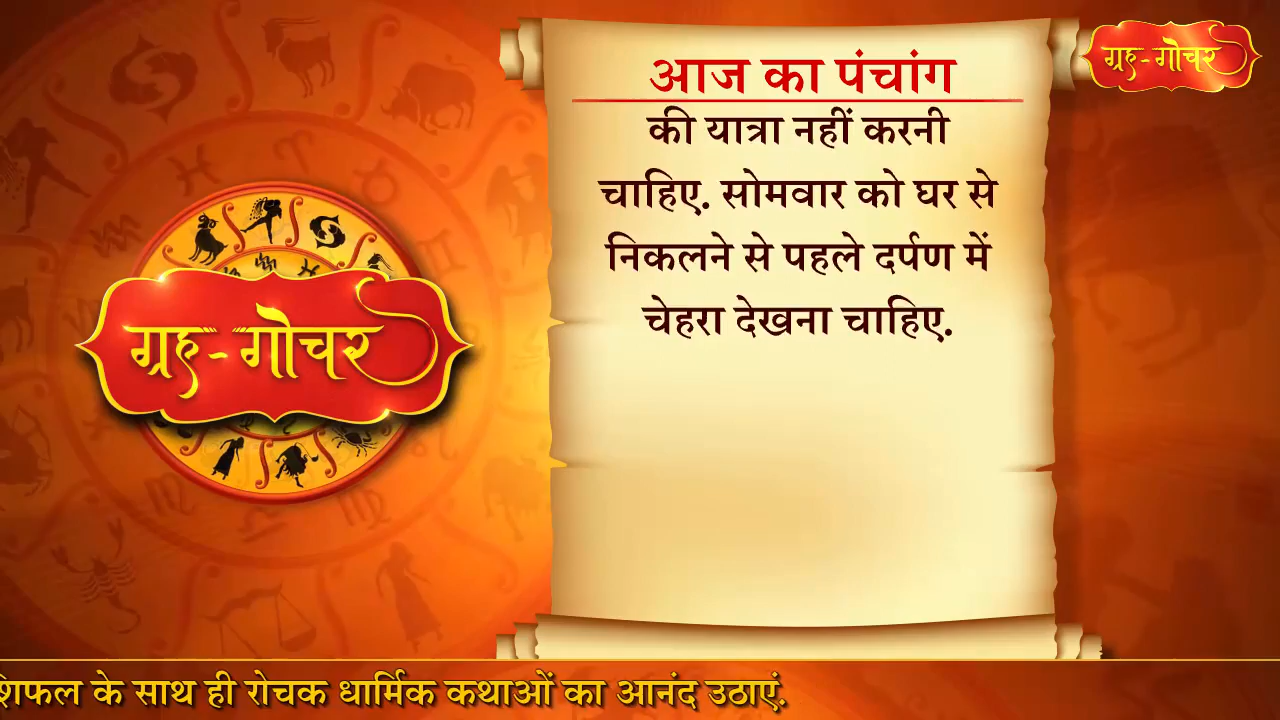 आज का पंचांग
ग्रह-गोचर
की यात्रा नहीं करनी
चाहिए. सोमवार को घर से
निकलने से पहले दर्पण में
चेहरा देखना चाहिए.
ग्रह-गोचर
शिफल के साथ ही रोचक धार्मिक कथाओं का आनंद उठाएं.